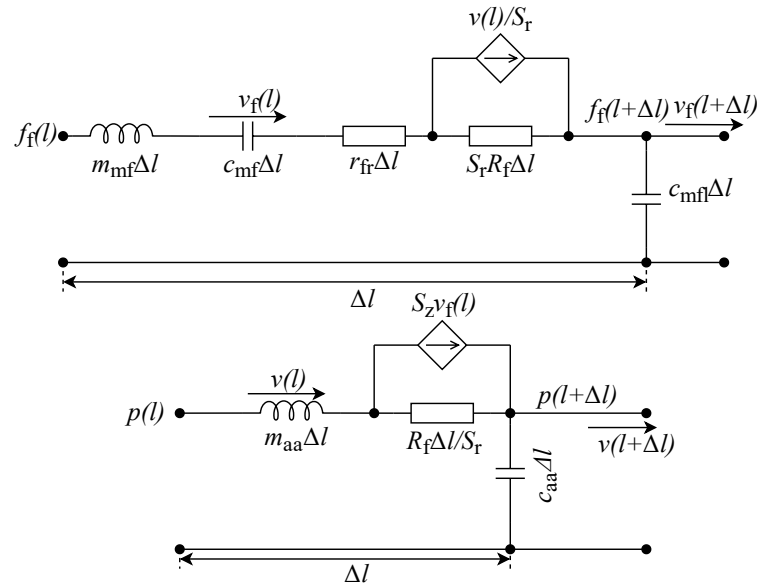 v(l)/Sr
ff(l)
vf(l)
ff(l+Δl) vf(l+Δl)
mmfΔl
cmfΔl
rfrΔl
SrRfΔl
cmflΔl
Δl
Szvf(l)
p(l)
v(l)
p(l+Δl)
maaΔl
RfΔl/Sr
v(l+Δl)
caaΔl
Δl